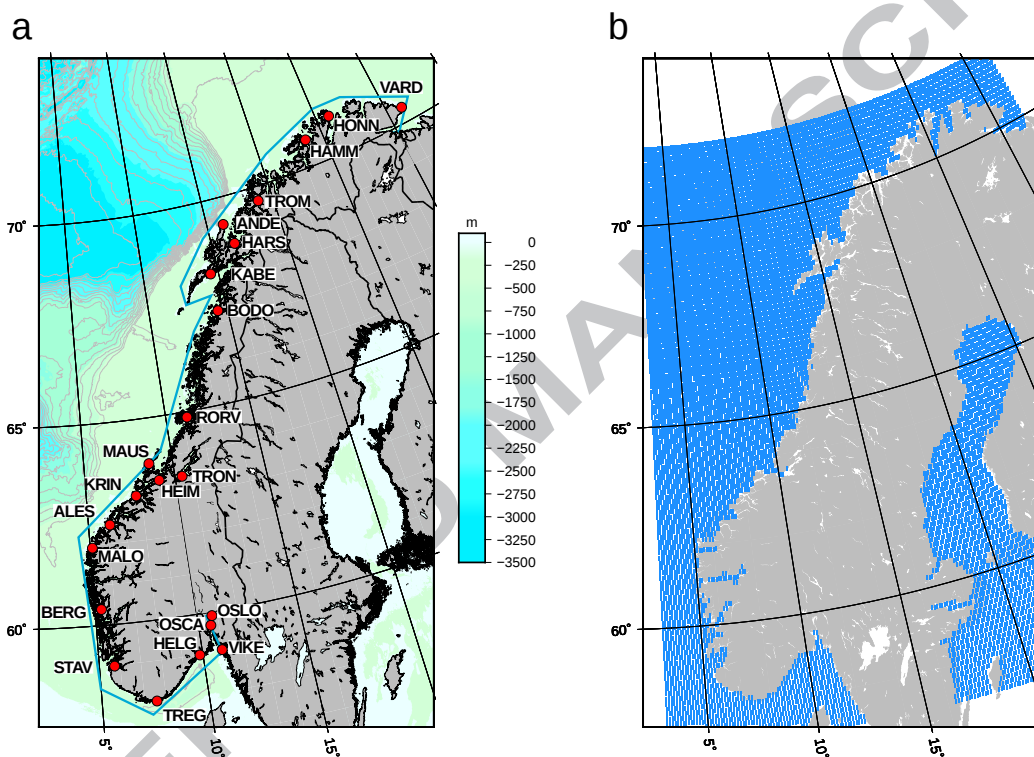 a
b
VARD
HONN
HAMM
TROM
ANDE
HARS
KABE
BODO
RORV
MAUS
TRON
KRIN
HEIM
ALES
MALO
BERG
OSLO
OSCA
HELG
VIKE
STAV
TREG
70°
65°
60°
5°
10°
15°
m
0
−250
−500
−750
−1000
−1250
−1500
−1750
−2000
−2250
−2500
−2750
−3000
−3250
−3500
70°
65°
60°
5°
10°
15°
MANUSC